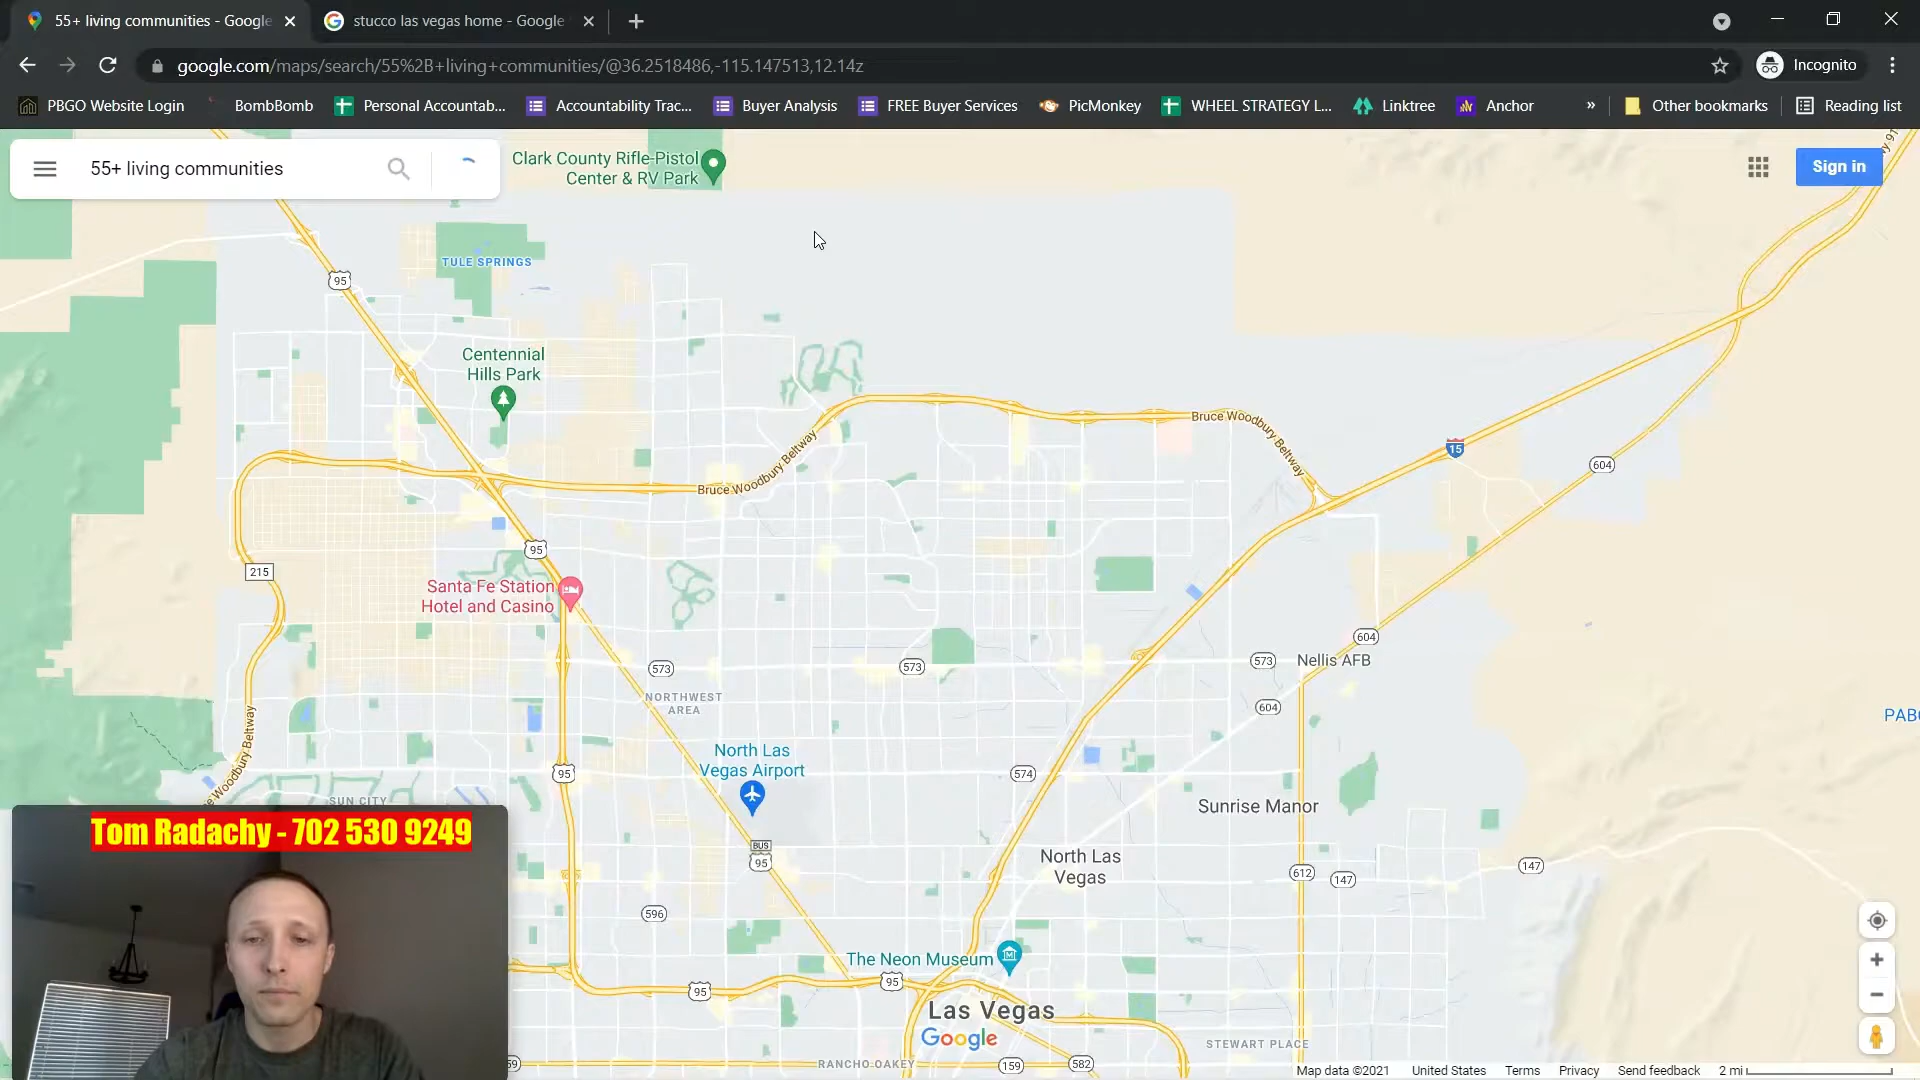 55+ living communities - Google
stucco las vegas home - Google
google.com/maps/search/55%2B+living+communities/@36.2518486,-115.147513,12.14z
Incognito
PBGO Website Login
BombBomb
Personal Accountab...
Accountability Trac...
Buyer Analysis
FREE Buyer Services
PicMonkey
WHEEL STRATEGY L...
Linktree
Anchor
»
Other bookmarks
Reading list
55+ living communities
Clark County Rifle-Pistol
Center & RV Park
Sign in
TULE SPRINGS
95
Centennial
Hills Park
Bruce Woodbury Beltway
Bruce Woodbury Beltway
15
604
95
215
Santa Fe Station
Hotel and Casino
604
573
573
573
Nellis AFB
NORTHWEST
AREA
604
Woodbury Beltway
North Las
Vegas Airport
95
574
SUN CITY
Sunrise Manor
Tom Radachy - 702 530 9249
BUS
95
North Las
Vegas
147
612
147
596
The Neon Museum
95
95
Las Vegas
Google
STEWART PLACE
RANCHO OAKEY
159
582
Map data ©2021
United States
Terms
Privacy
Send feedback
2 mi